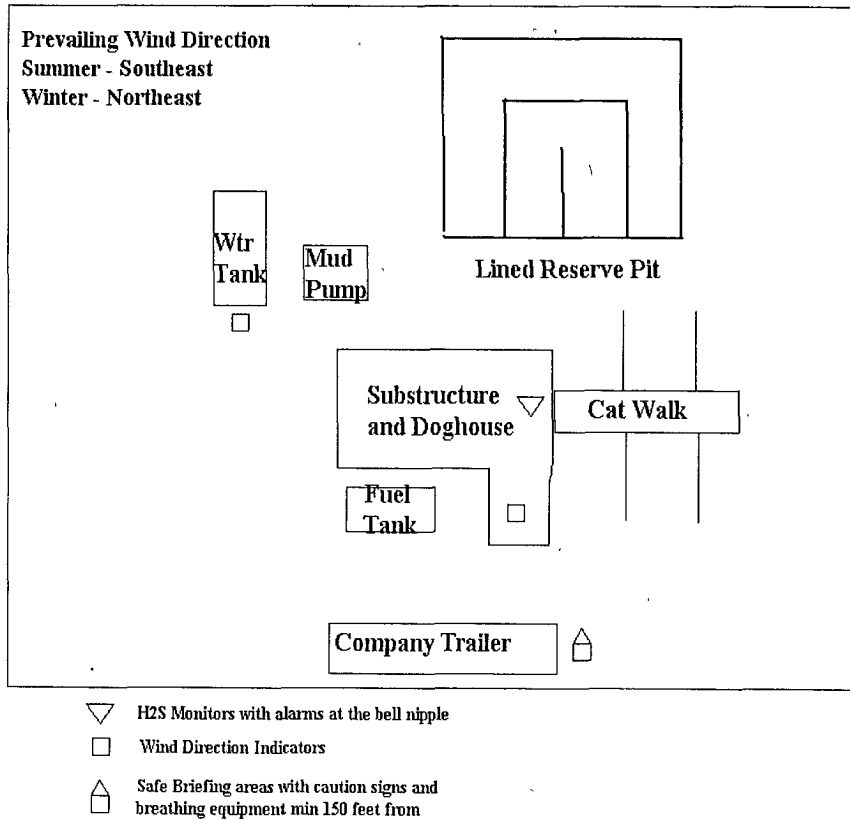 Prevailing Wind Direction
Summer - Southeast
Winter - Northeast
Wtr
Tank
Mud
Pump
Lined Reserve Pit
Substructure
and Doghouse
Cat Walk
Fuel
Tank
Company Trailer
H2S Monitors with alarms at the bell nipple
Wind Direction Indicators
Safe Briefing areas with caution signs and
breathing equipment min 150 feet from